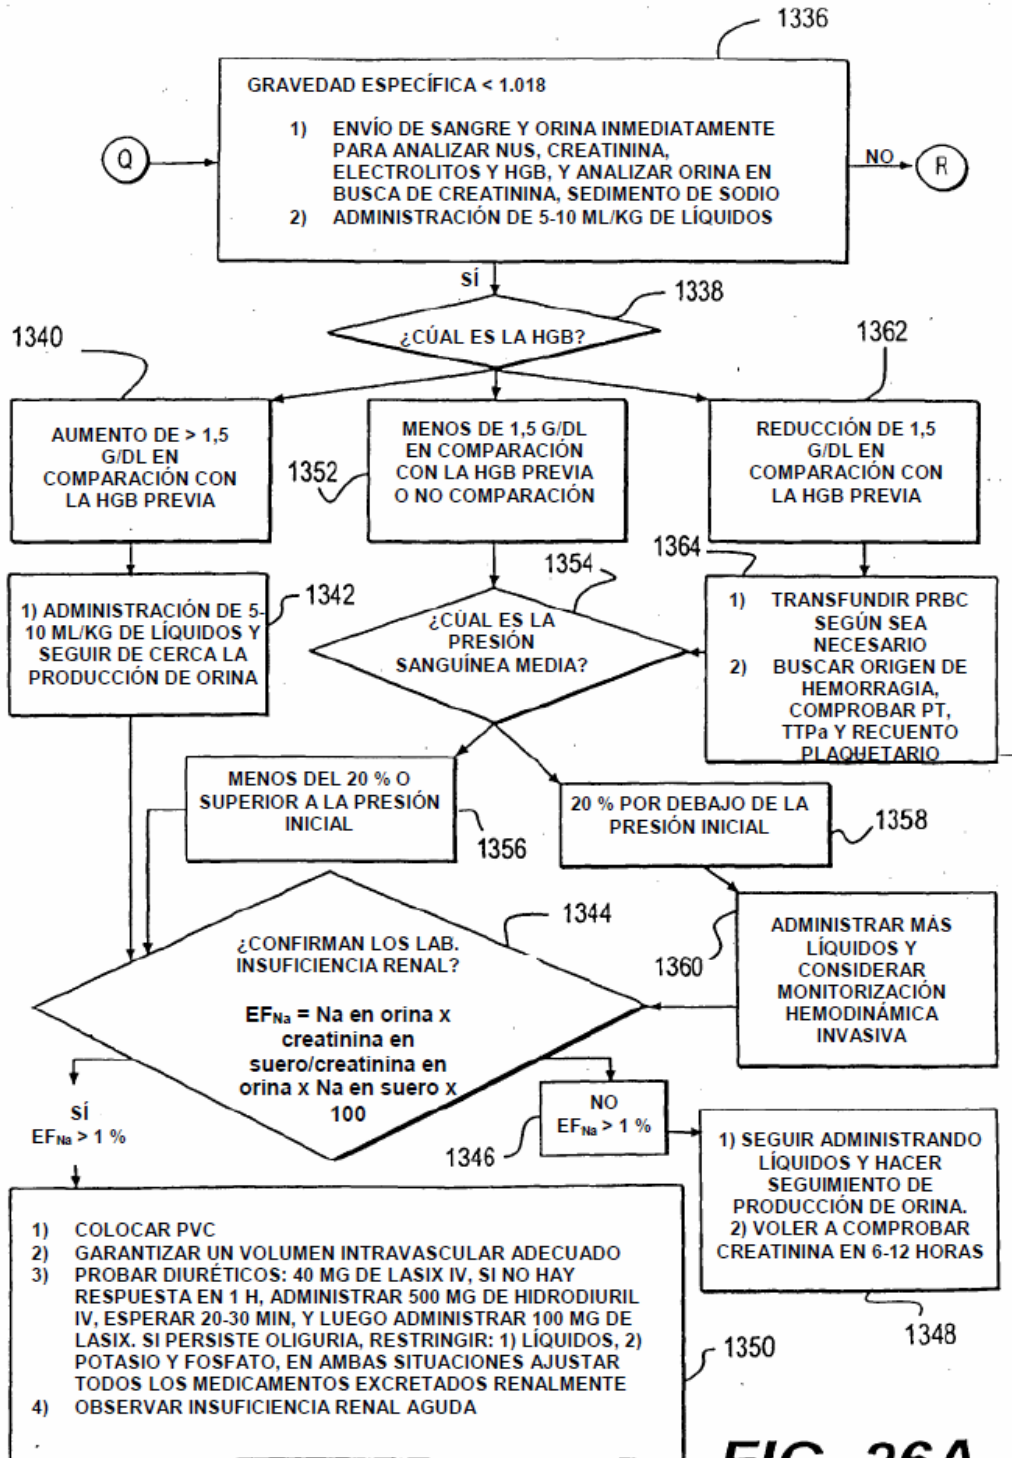 1336
GRAVEDAD ESPECÍFICA < 1.018
1) ENVÍO DE SANGRE Y ORINA INMEDIATAMENTE
PARA ANALIZAR NUS, CREATININA,
ELECTROLITOS Y HGB, Y ANALIZAR ORINA EN
BUSCA DE CREATININA, SEDIMENTO DE SODIO
2) ADMINISTRACIÓN DE 5-10 ML/KG DE LÍQUIDOS
Q
NO
R
SÍ
1338
¿CÚAL ES LA HGB?
1340
AUMENTO DE > 1,5
G/DL EN
COMPARACIÓN CON
LA HGB PREVIA
1352
MENOS DE 1,5 G/DL
EN COMPARACIÓN
CON LA HGB PREVIA
O NO COMPARACIÓN
1362
REDUCCIÓN DE 1,5
G/DL EN
COMPARACIÓN CON
LA HGB PREVIA
1342
1) ADMINISTRACIÓN DE 5-
10 ML/KG DE LÍQUIDOS Y
SEGUIR DE CERCA LA
PRODUCCIÓN DE ORINA
1354
¿CÚAL ES LA
PRESIÓN
SANGUÍNEA MEDIA?
1364
1) TRANSFUNDIR PRBC
SEGÚN SEA
NECESARIO
2) BUSCAR ORIGEN DE
HEMORRAGIA,
COMPROBAR PT,
TTPa Y RECUENTO
PLAQUETARIO
MENOS DEL 20 % O
SUPERIOR A LA PRESIÓN
INICIAL
1356
20 % POR DEBAJO DE LA
PRESIÓN INICIAL
1358
1344
¿CONFIRMAN LOS LAB.
INSUFICIENCIA RENAL?
EFNa = Na en orina x
creatinina en
suero/creatinina en
orina x Na en suero x
100
1360
ADMINISTRAR MÁS
LÍQUIDOS Y
CONSIDERAR
MONITORIZACIÓN
HEMODINÁMICA
INVASIVA
SÍ
EFNa > 1 %
NO
EFNa > 1 %
1346
1) SEGUIR ADMINISTRANDO
LÍQUIDOS Y HACER
SEGUIMIENTO DE
PRODUCCIÓN DE ORINA.
2) VOLER A COMPROBAR
CREATININA EN 6-12 HORAS
1348
1) COLOCAR PVC
2) GARANTIZAR UN VOLUMEN INTRAVASCULAR ADECUADO
3) PROBAR DIURÉTICOS: 40 MG DE LASIX IV, SI NO HAY
RESPUESTA EN 1 H, ADMINISTRAR 500 MG DE HIDRODIURIL
IV, ESPERAR 20-30 MIN, Y LUEGO ADMINISTRAR 100 MG DE
LASIX. SI PERSISTE OLIGURIA, RESTRINGIR: 1) LÍQUIDOS, 2)
POTASIO Y FOSFATO, EN AMBAS SITUACIONES AJUSTAR
TODOS LOS MEDICAMENTOS EXCRETADOS RENALMENTE
4) OBSERVAR INSUFICIENCIA RENAL AGUDA
1350
FIG. 26A